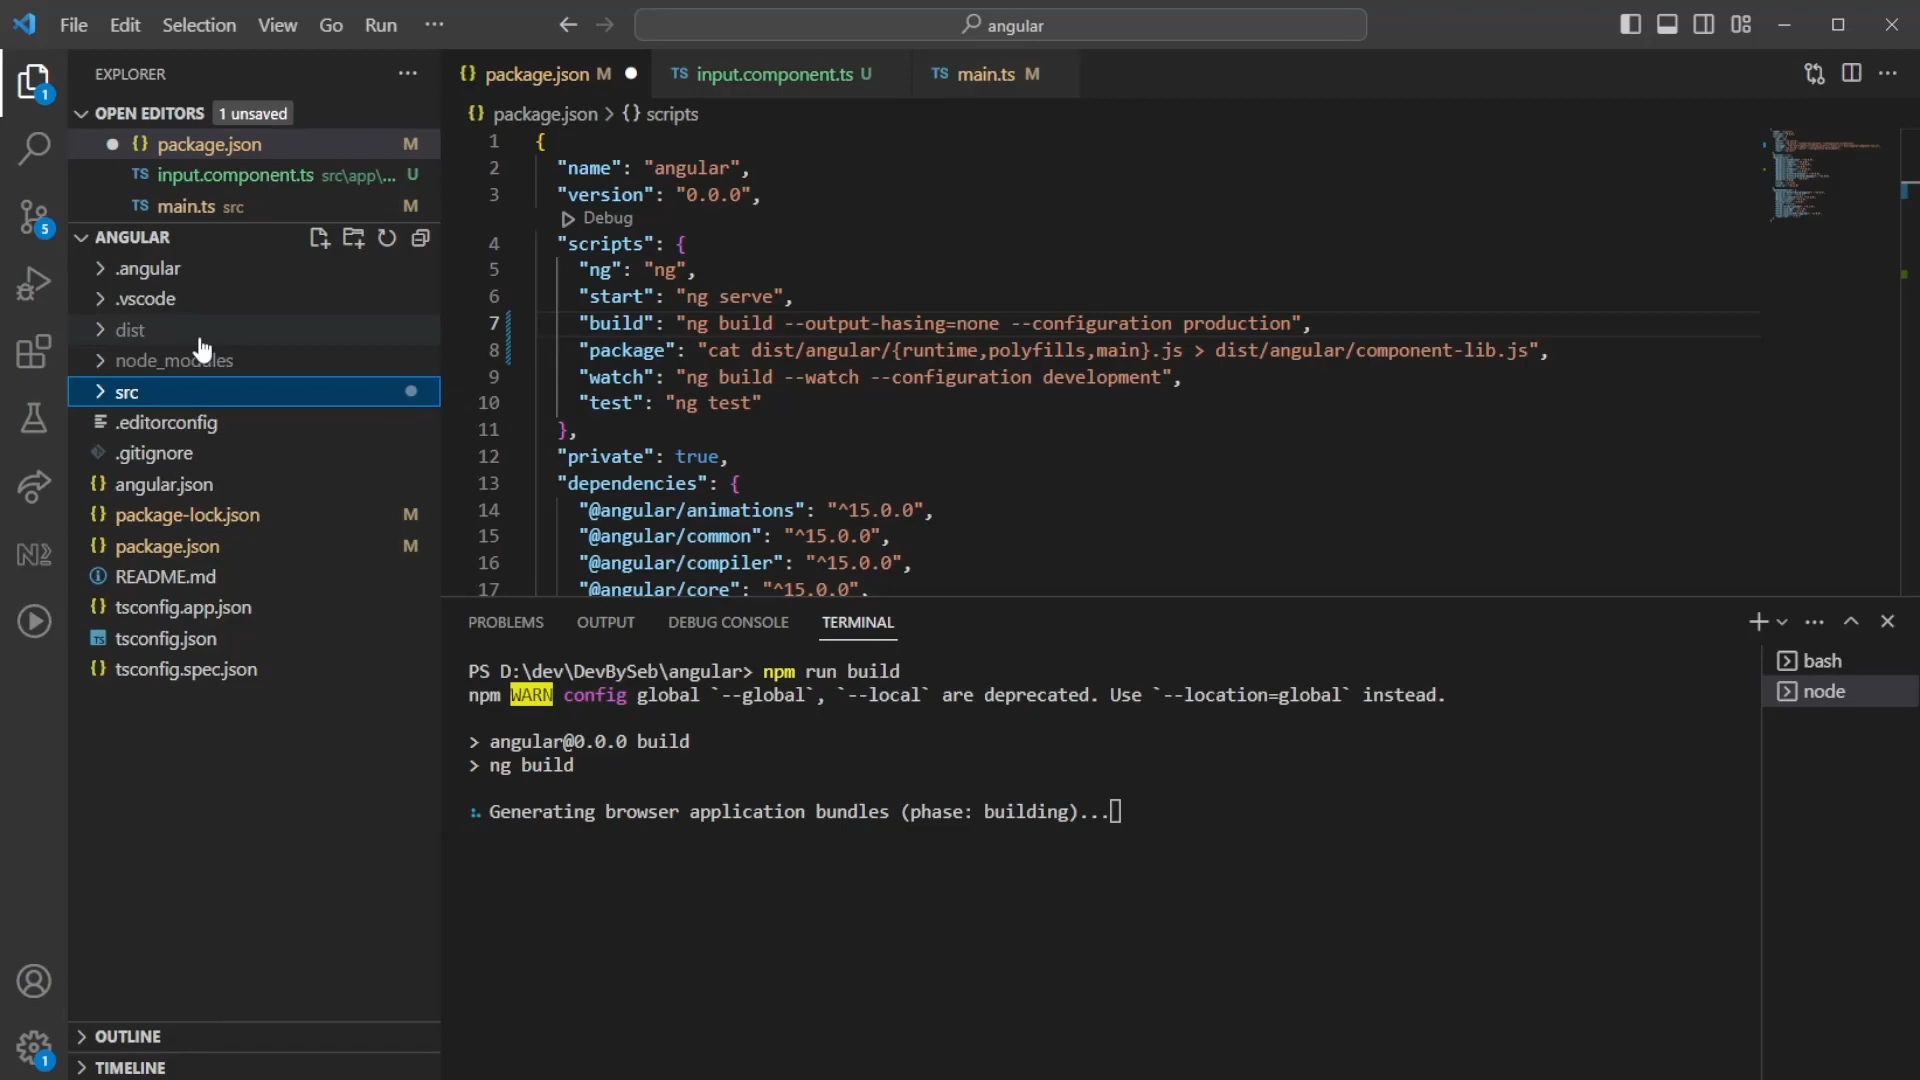 File Edit Selection View Go Run ···
angular
EXPLORER
OPEN EDITORS 1 unsaved
{} package.json M
TS input.component.ts src\app\... U
TS main.ts src M
ANGULAR
.angular
.vscode
dist
node_modules
src
.editorconfig
.gitignore
{} angular.json
{} package-lock.json M
{} package.json M
README.md
{} tsconfig.app.json
TS tsconfig.json
{} tsconfig.spec.json
OUTLINE
TIMELINE
1
5
1
{} package.json M
TS input.component.ts U
TS main.ts M
{} package.json > {} scripts
1 {
2 "name": "angular",
3 "version": "0.0.0",
Debug
4 "scripts": {
5 "ng": "ng",
6 "start": "ng serve",
7 "build": "ng build --output-hasing=none --configuration production",
8 "package": "cat dist/angular/{runtime,polyfills,main}.js > dist/angular/component-lib.js",
9 "watch": "ng build --watch --configuration development",
10 "test": "ng test"
11 },
12 "private": true,
13 "dependencies": {
14 "@angular/animations": "^15.0.0",
15 "@angular/common": "^15.0.0",
16 "@angular/compiler": "^15.0.0",
17 "@angular/core": "^15.0.0",
PROBLEMS OUTPUT DEBUG CONSOLE TERMINAL
PS D:\dev\DevBySeb\angular> npm run build
npm WARN config global `--global`, `--local` are deprecated. Use `--location=global` instead.
> angular@0.0.0 build
> ng build
Generating browser application bundles (phase: building)...
bash
node